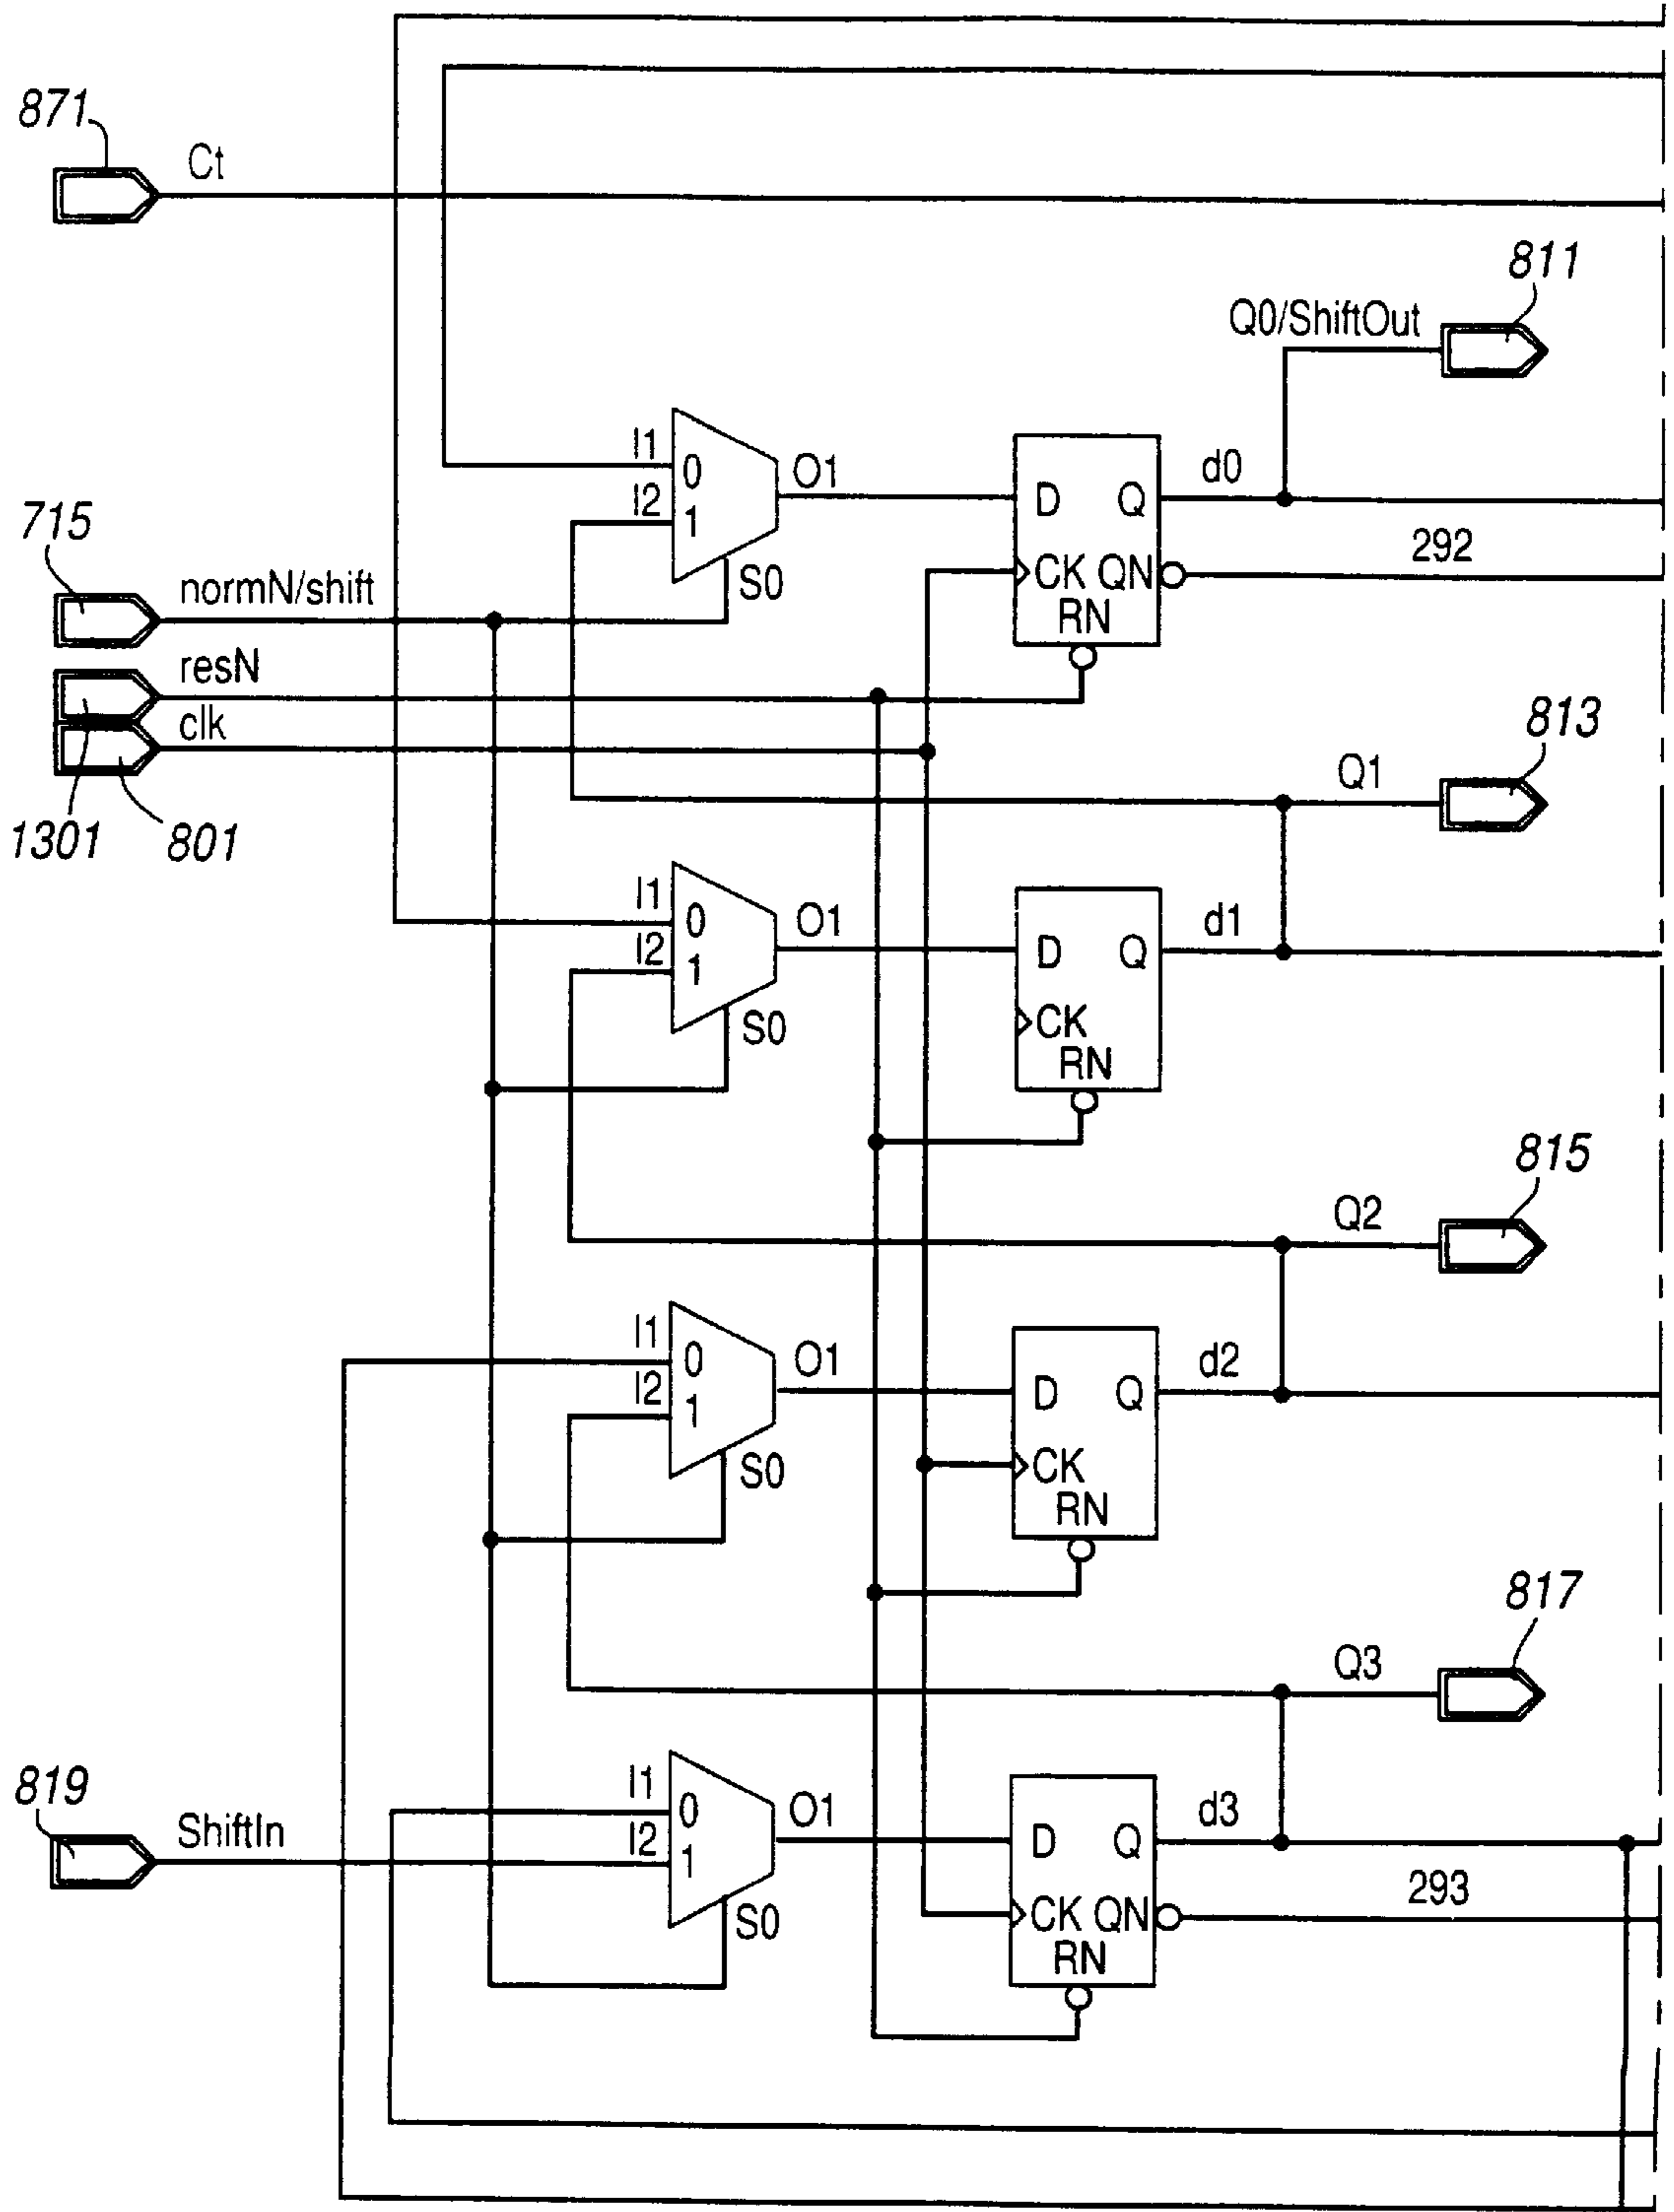 871
Ct
811
Q0/ShiftOut
I1
0
O1
I2
1
S0
D
Q
d0
CK
QN
292
RN
715
normN/shift
resN
clk
1301
801
813
Q1
I1
0
O1
I2
1
S0
D
Q
d1
CK
RN
815
Q2
I1
0
O1
I2
1
S0
D
Q
d2
CK
RN
817
Q3
819
ShiftIn
I1
0
O1
I2
1
S0
D
Q
d3
CK
QN
293
RN